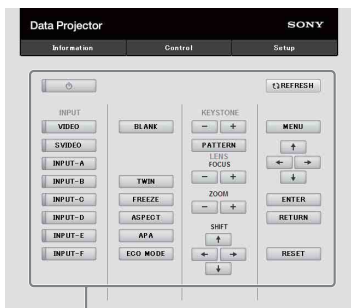 Data Projector
SONY
Information
Control
Setup
REFRESH
INPUT
VIDEO
SVIDEO
INPUT-A
INPUT-B
INPUT-C
INPUT-D
INPUT-E
INPUT-F
BLANK
TWIN
FREEZE
ASPECT
APA
ECO MODE
KEYSTONE
- +
PATTERN
LENS
FOCUS
- +
ZOOM
- +
SHIFT
MENU
ENTER
RETURN
RESET